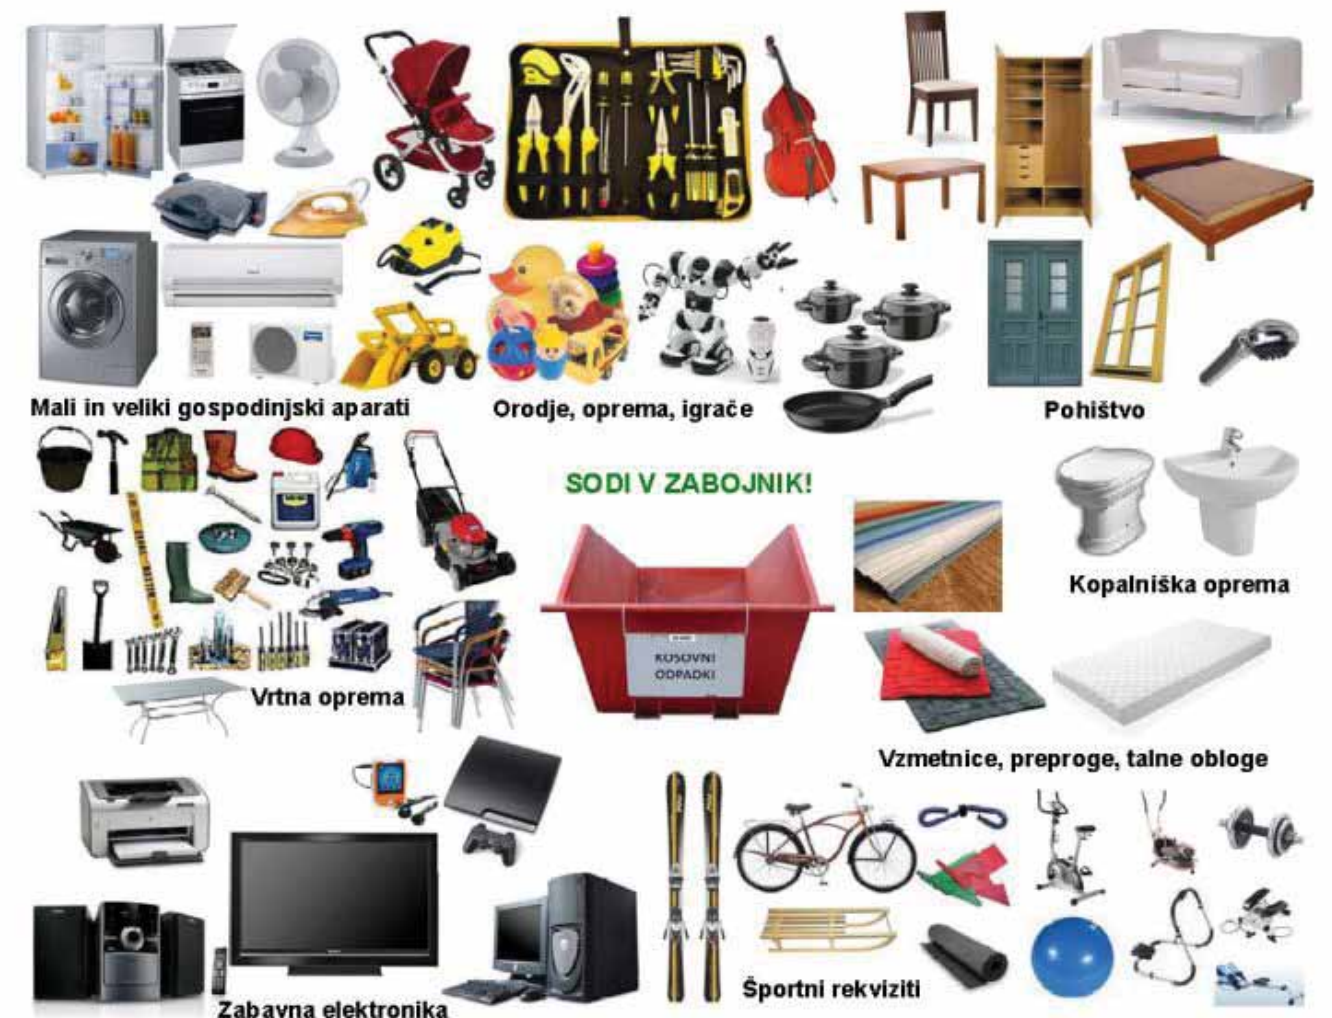 Mali in veliki gospodinjski aparati
Orodje, oprema, igrače
Pohištvo
SODI V ZABOJNIK!
KOSOVNI
ODPADKI
Kopalniška oprema
Vrtna oprema
Vzmetnice, preproge, talne obloge
Športni rekviziti
Zabavna elektronika